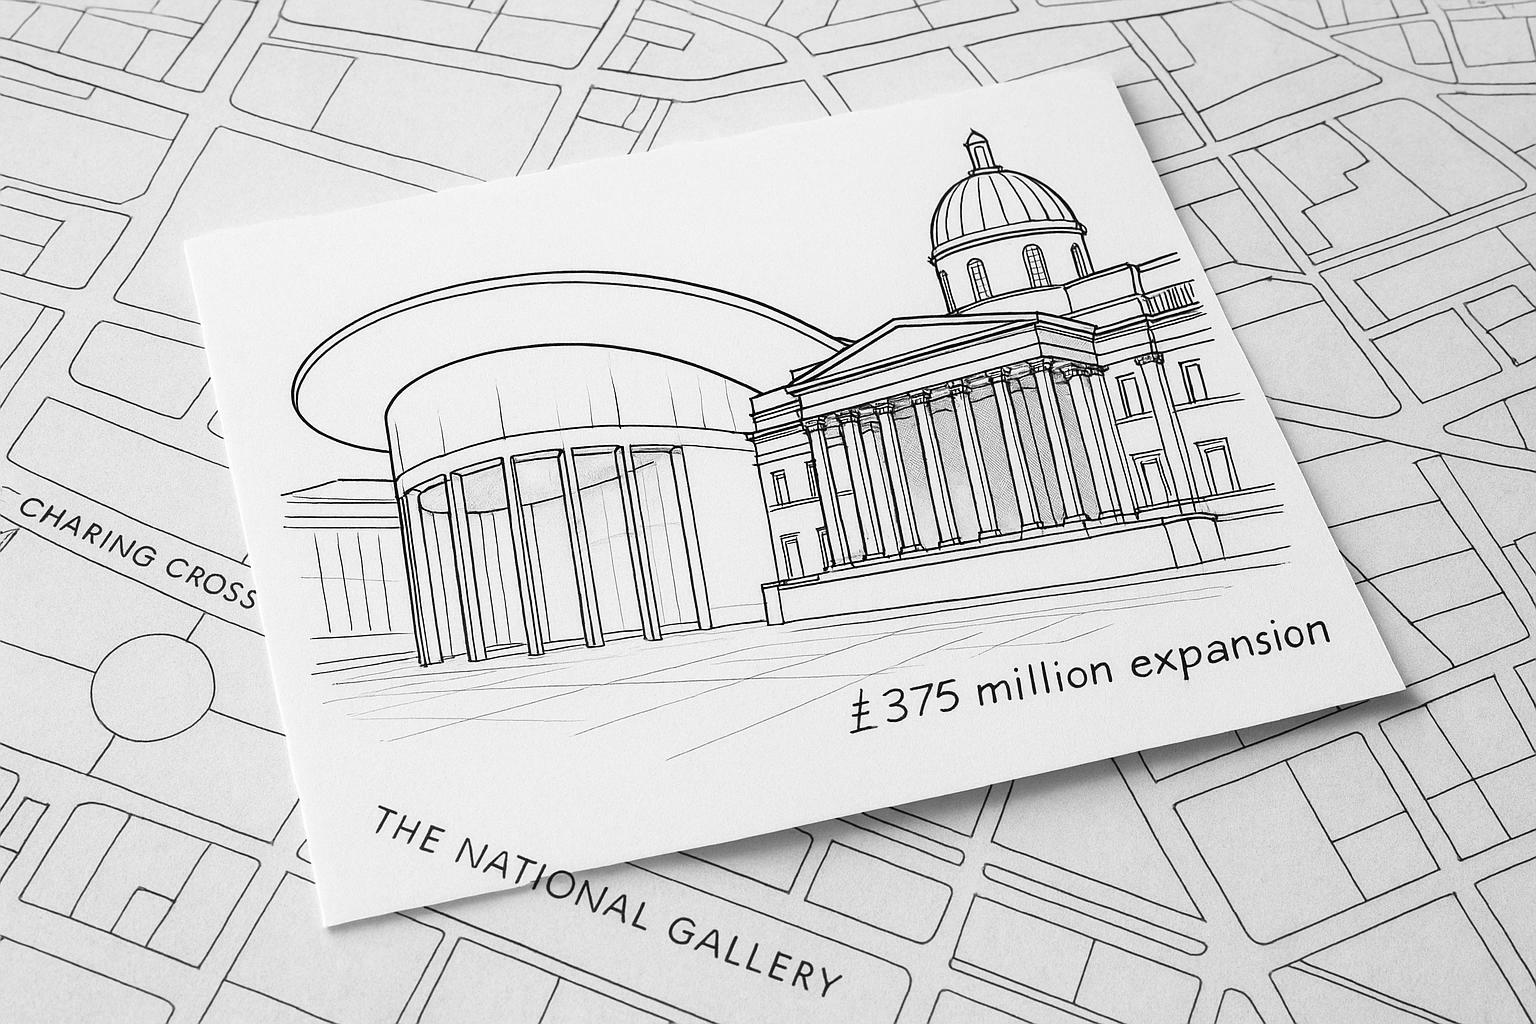 CHARING CROSS
£375 million expansion
THE NATIONAL GALLERY